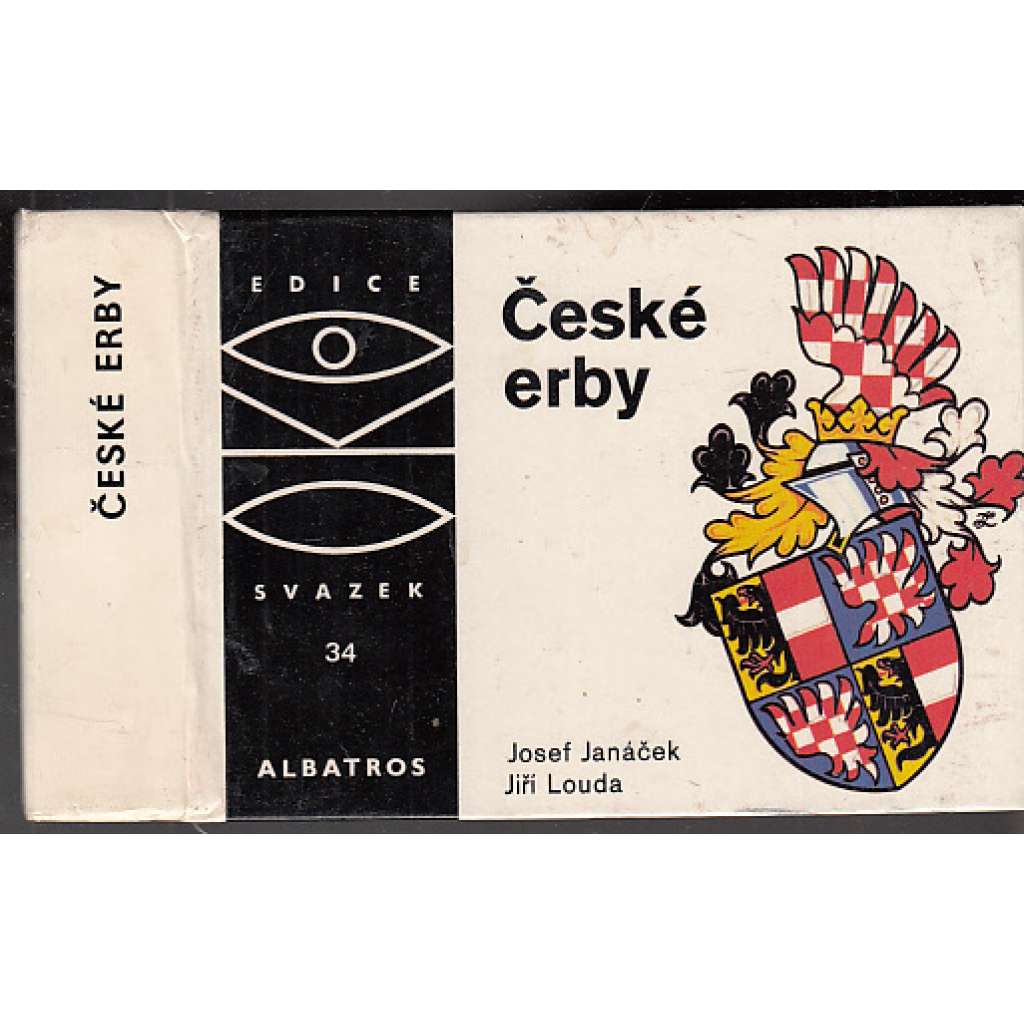 ČESKÉ ERBY
EDICE
SVAZEK
34
ALBATROS
České
erby
Josef Janáček
Jiří Louda